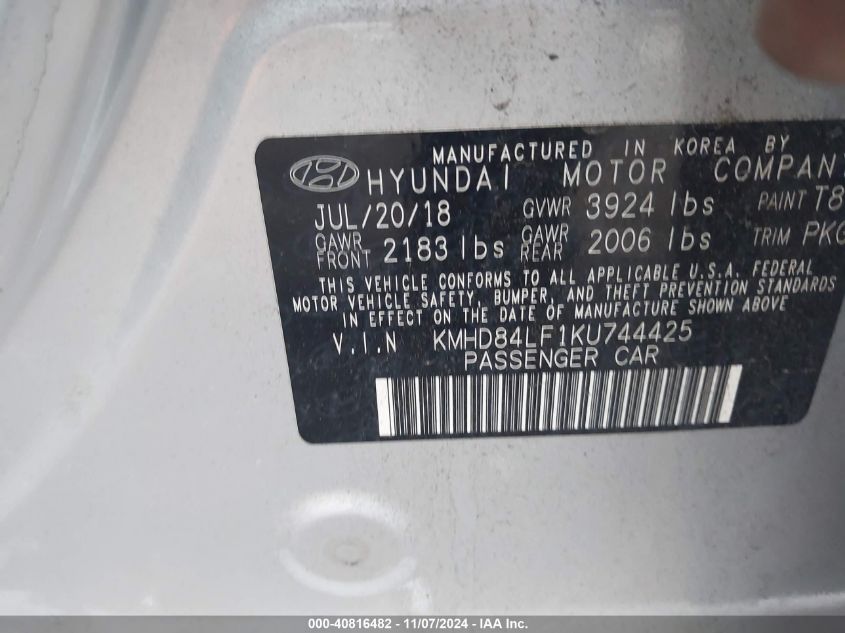 MANUFACTURED IN KOREA BY
HYUNDAI MOTOR COMPANY
JUL/20/18 GVWR 3924 lbs PAINT T8
GAWR FRONT 2183 lbs GAWR REAR 2006 lbs TRIM PKG
THIS VEHICLE CONFORMS TO ALL APPLICABLE U.S.A. FEDERAL
MOTOR VEHICLE SAFETY, BUMPER, AND THEFT PREVENTION STANDARDS
IN EFFECT ON THE DATE OF MANUFACTURE SHOWN ABOVE
V.I.N KMHD84LF1KU744425
PASSENGER CAR
000-40816482 - 11/07/2024 - IAA Inc.